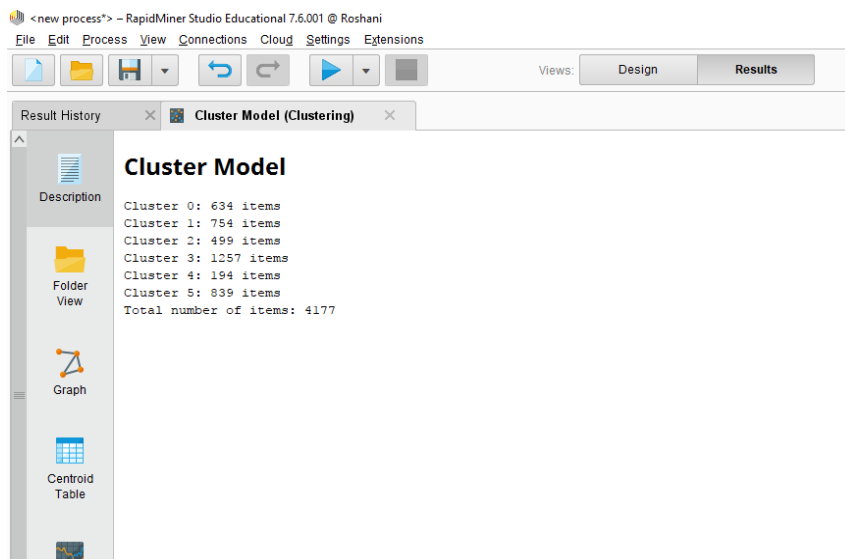 <new process*> – RapidMiner Studio Educational 7.6.001 @ Roshani
File Edit Process View Connections Cloud Settings Extensions
Views: Design Results
Result History Cluster Model (Clustering)
Cluster Model
Description
Cluster 0: 634 items
Cluster 1: 754 items
Cluster 2: 499 items
Cluster 3: 1257 items
Cluster 4: 194 items
Cluster 5: 839 items
Total number of items: 4177
Folder
View
Graph
Centroid
Table